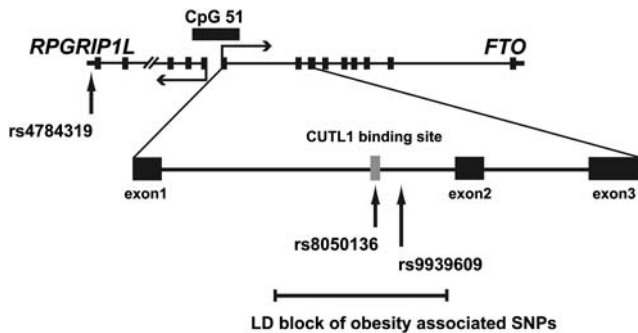 CpG 51
RPGRIP1L
FTO
rs4784319
CUTL1 binding site
exon1
exon2
exon3
rs8050136
rs9939609
LD block of obesity associated SNPs